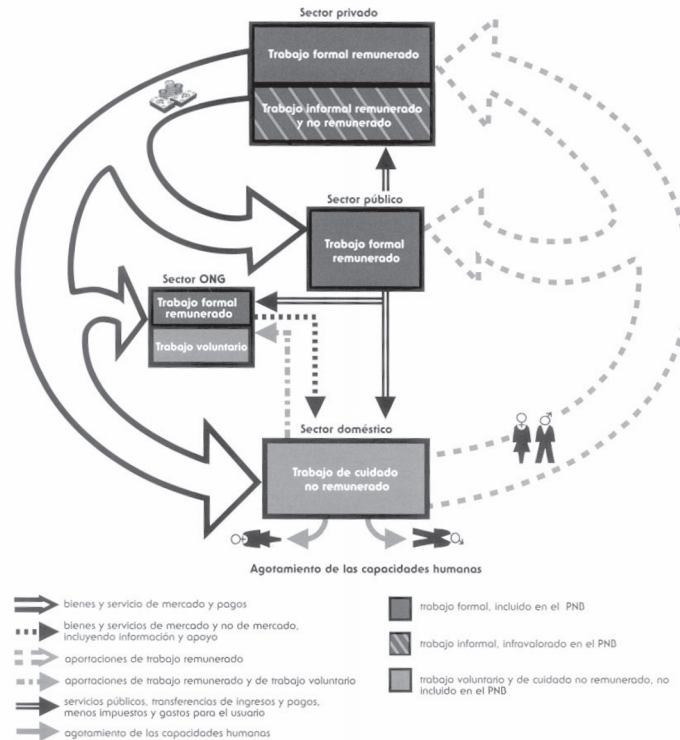 Sector privado
Trabajo formal remunerado
Trabajo informal remunerado
y no remunerado
Sector público
Trabajo formal
remunerado
Sector ONG
Trabajo formal
remunerado
Trabajo voluntario
Sector doméstico
Trabajo de cuidado
no remunerado
Agotamiento de las capacidades humanas
bienes y servicio de mercado y pagos
bienes y servicios de mercado y no de mercado,
incluyendo información y apoyo
aportaciones de trabajo remunerado
aportaciones de trabajo remunerado y de trabajo voluntario
servicios públicos, transferencias de ingresos y pagos,
menos impuestos y gastos para el usuario
agotamiento de las capacidades humanas
trabajo formal, incluido en el PNB
trabajo informal, infravalorado en el PNB
trabajo voluntario y de cuidado no remunerado, no
incluido en el PNB